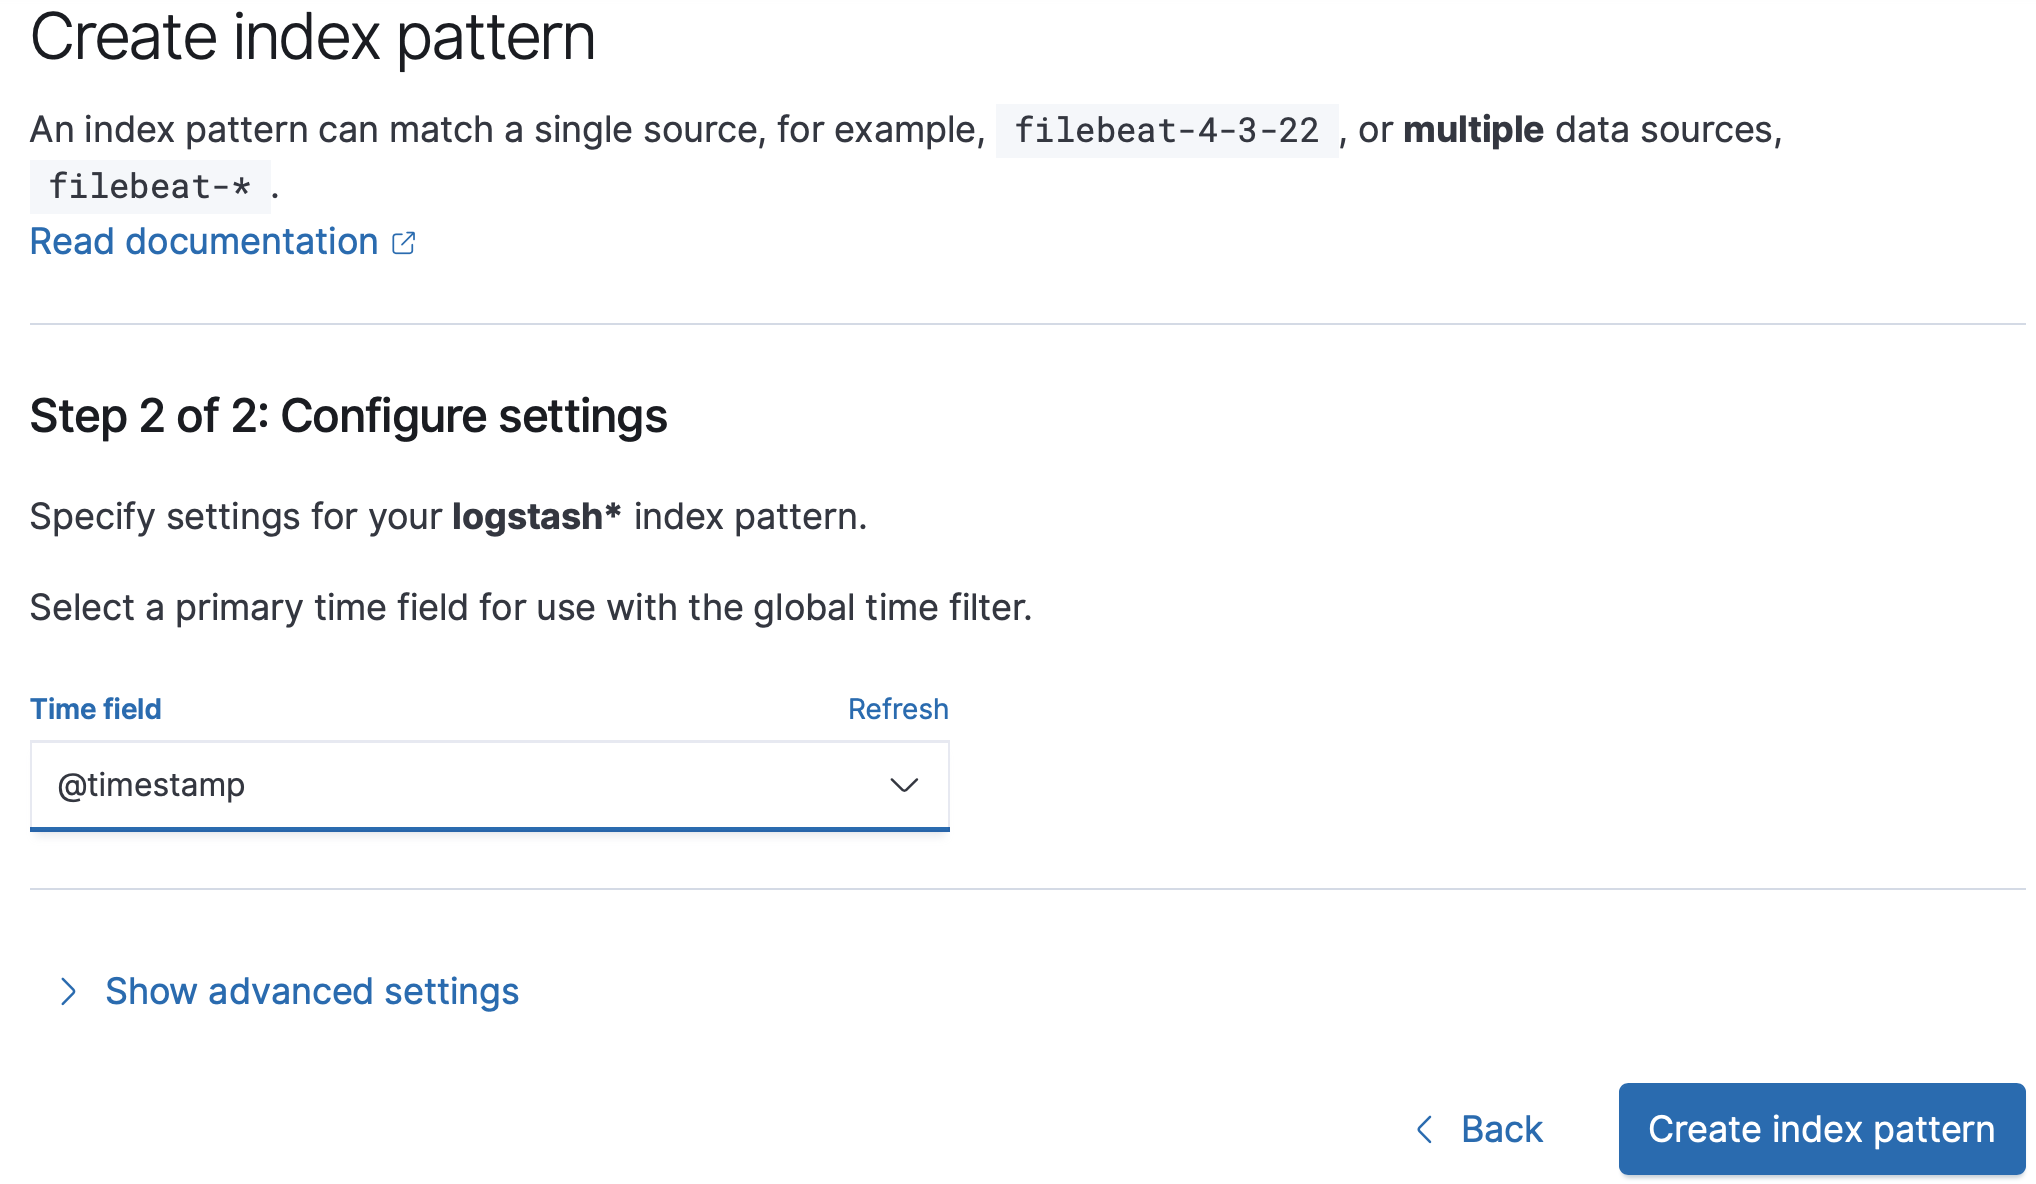 Create index pattern
An index pattern can match a single source, for example, filebeat-4-3-22 , or multiple data sources,
filebeat-* .
Read documentation
Step 2 of 2: Configure settings
Specify settings for your logstash* index pattern.
Select a primary time field for use with the global time filter.
Time field Refresh
@timestamp
Show advanced settings
Back Create index pattern